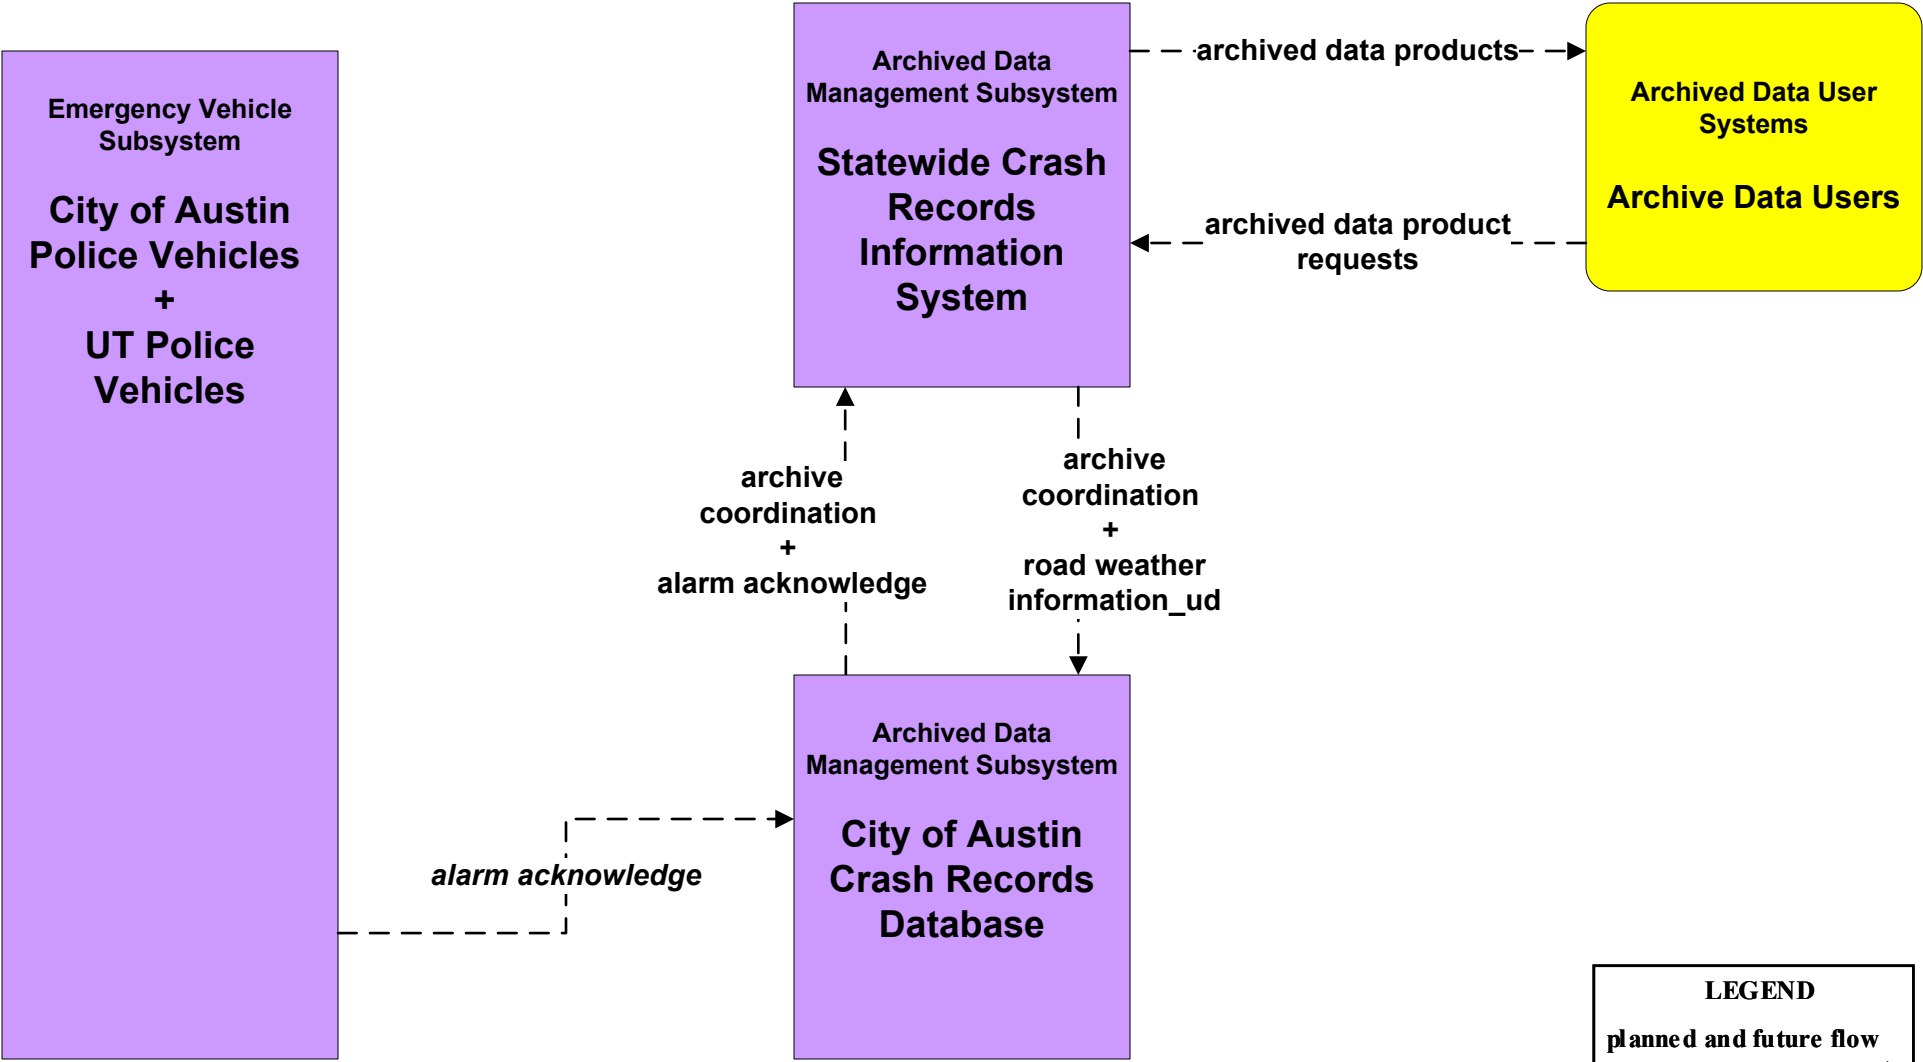 Emergency Vehicle
Subsystem
City of Austin
Police Vehicles
+
UT Police
Vehicles
Archived Data
Management Subsystem
Statewide Crash
Records
Information
System
archived data products
archived data product
requests
Archived Data User
Systems
Archive Data Users
archive
coordination
+
alarm acknowledge
archive
coordination
+
road weather
information_ud
alarm acknowledge
Archived Data
Management Subsystem
City of Austin
Crash Records
Database
LEGEND
planned and future flow